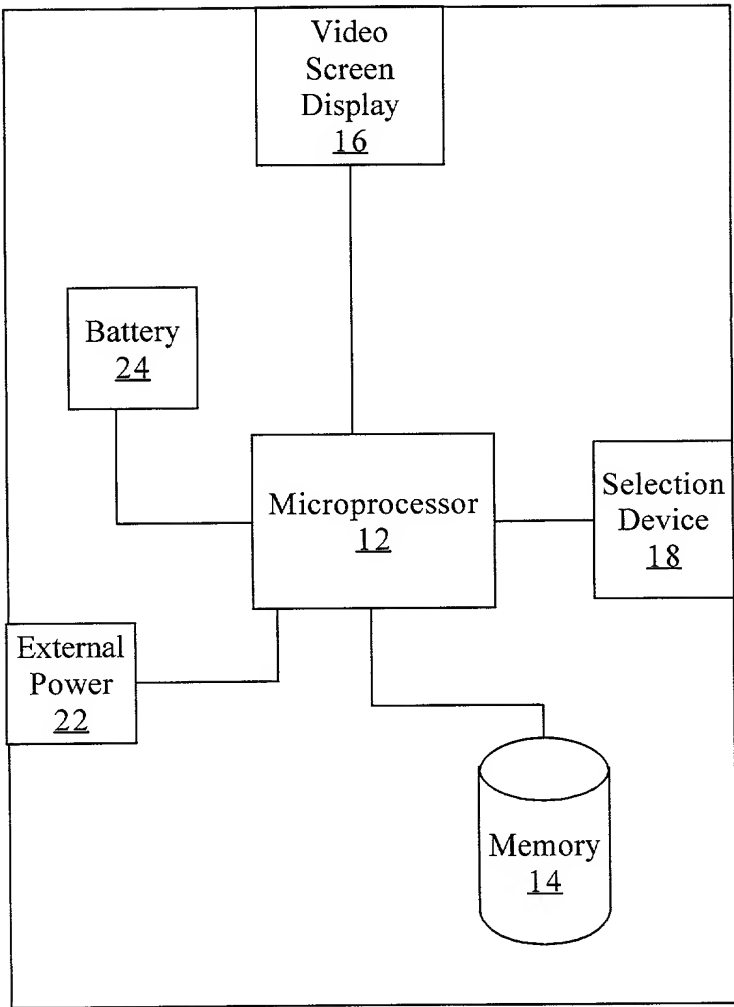 Video
Screen
Display
16
Battery
24
Microprocessor
12
Selection
Device
18
External
Power
22
Memory
14